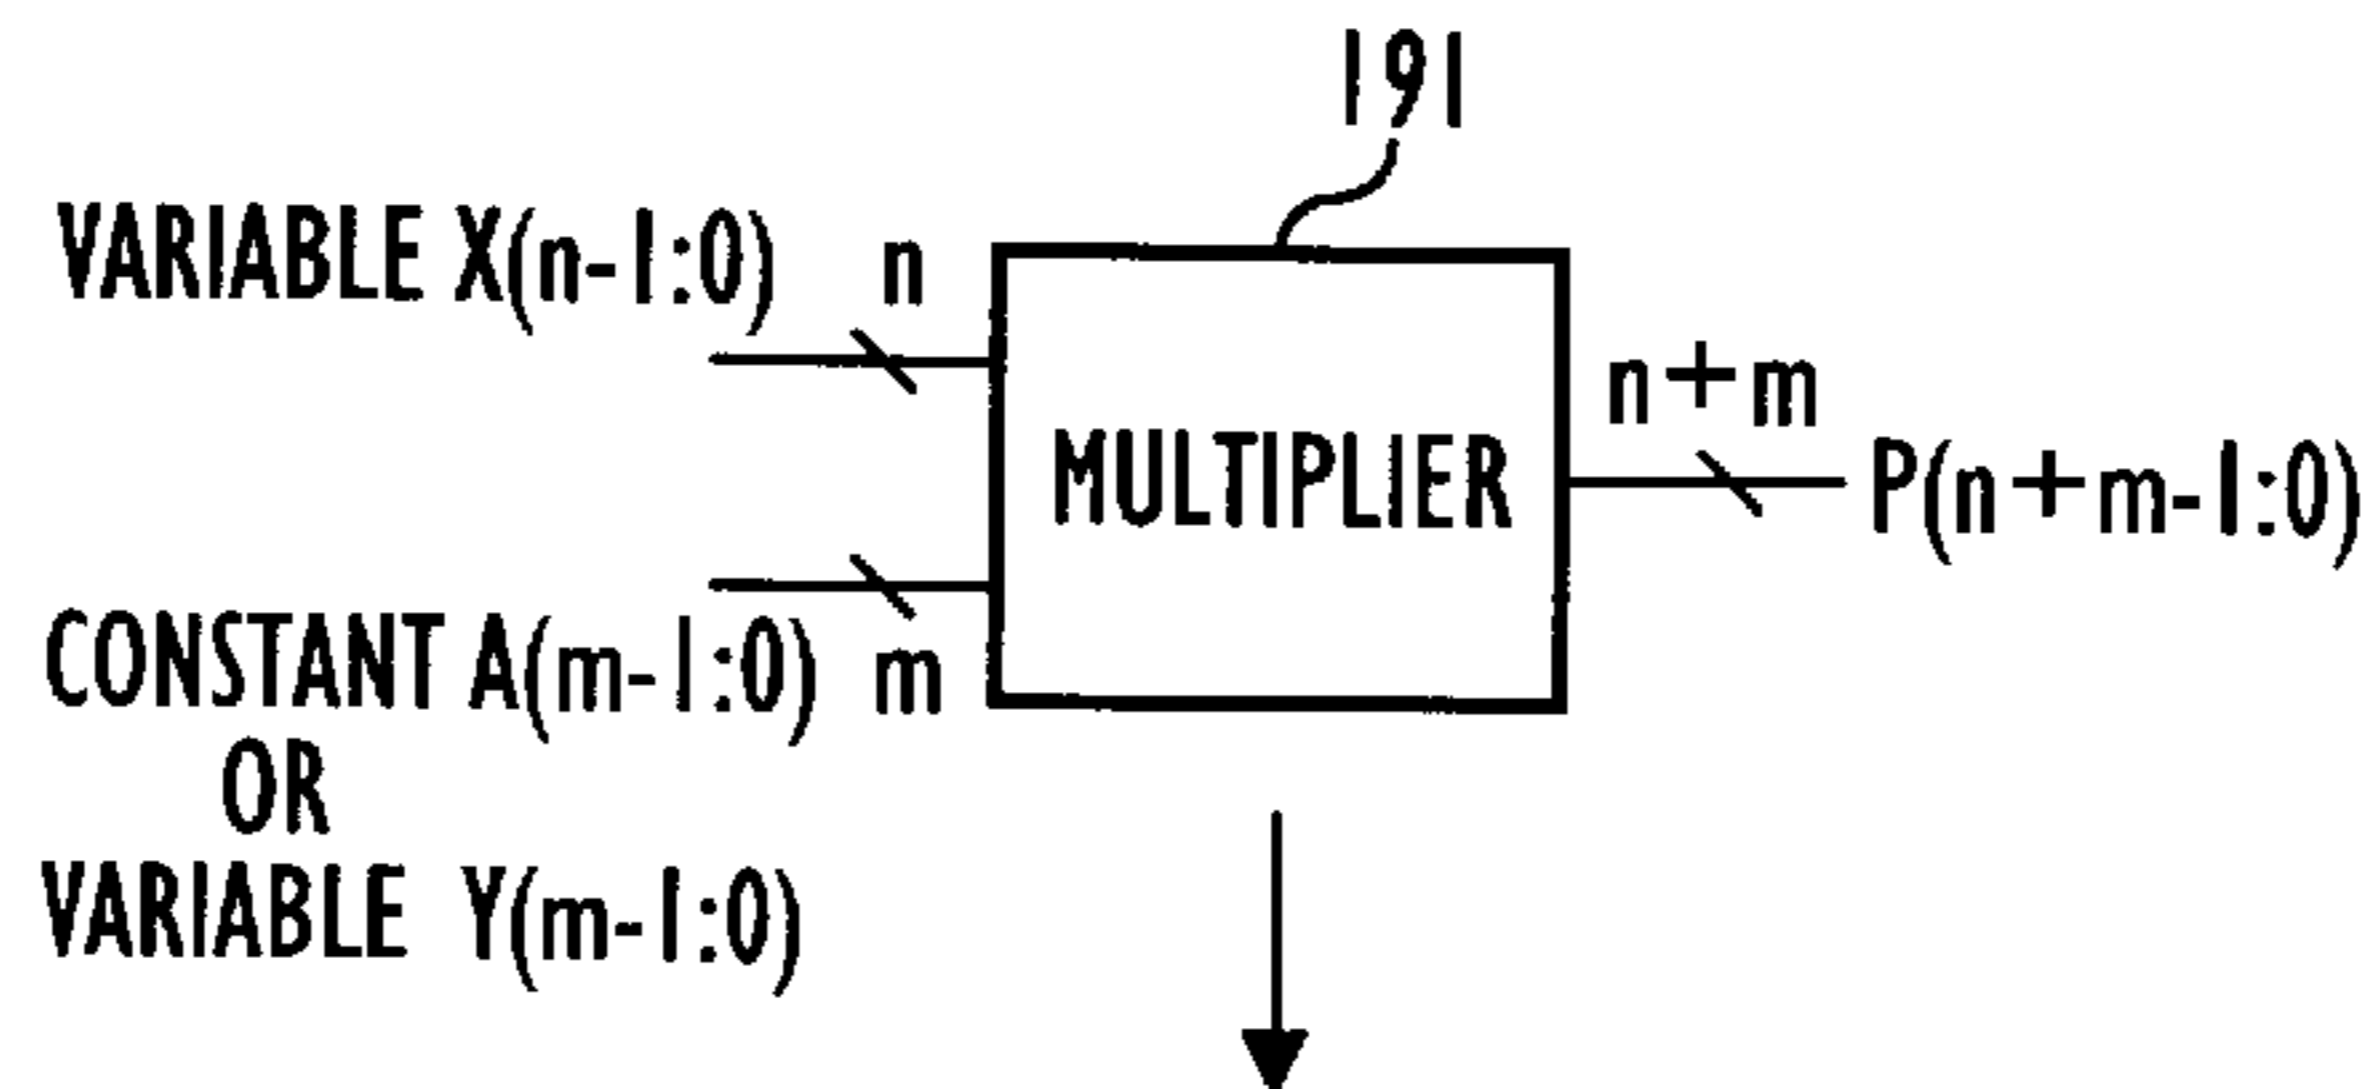 191
VARIABLE X(n-1:0) n
n+m
MULTIPLIER
P(n+m-1:0)
CONSTANT A(m-1:0) m
OR
VARIABLE Y(m-1:0)